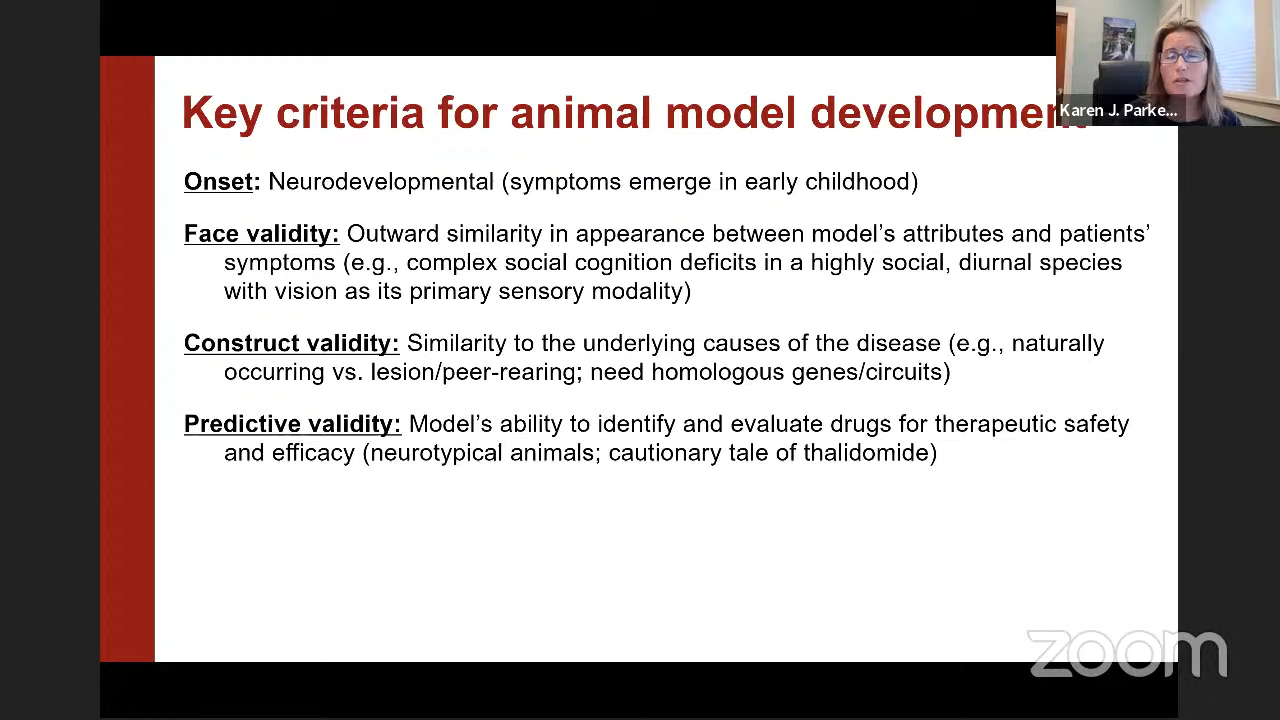 Key criteria for animal model development
Karen J. Parke...
Onset: Neurodevelopmental (symptoms emerge in early childhood)
Face validity: Outward similarity in appearance between model’s attributes and patients’
symptoms (e.g., complex social cognition deficits in a highly social, diurnal species
with vision as its primary sensory modality)
Construct validity: Similarity to the underlying causes of the disease (e.g., naturally
occurring vs. lesion/peer-rearing; need homologous genes/circuits)
Predictive validity: Model’s ability to identify and evaluate drugs for therapeutic safety
and efficacy (neurotypical animals; cautionary tale of thalidomide)
zoom